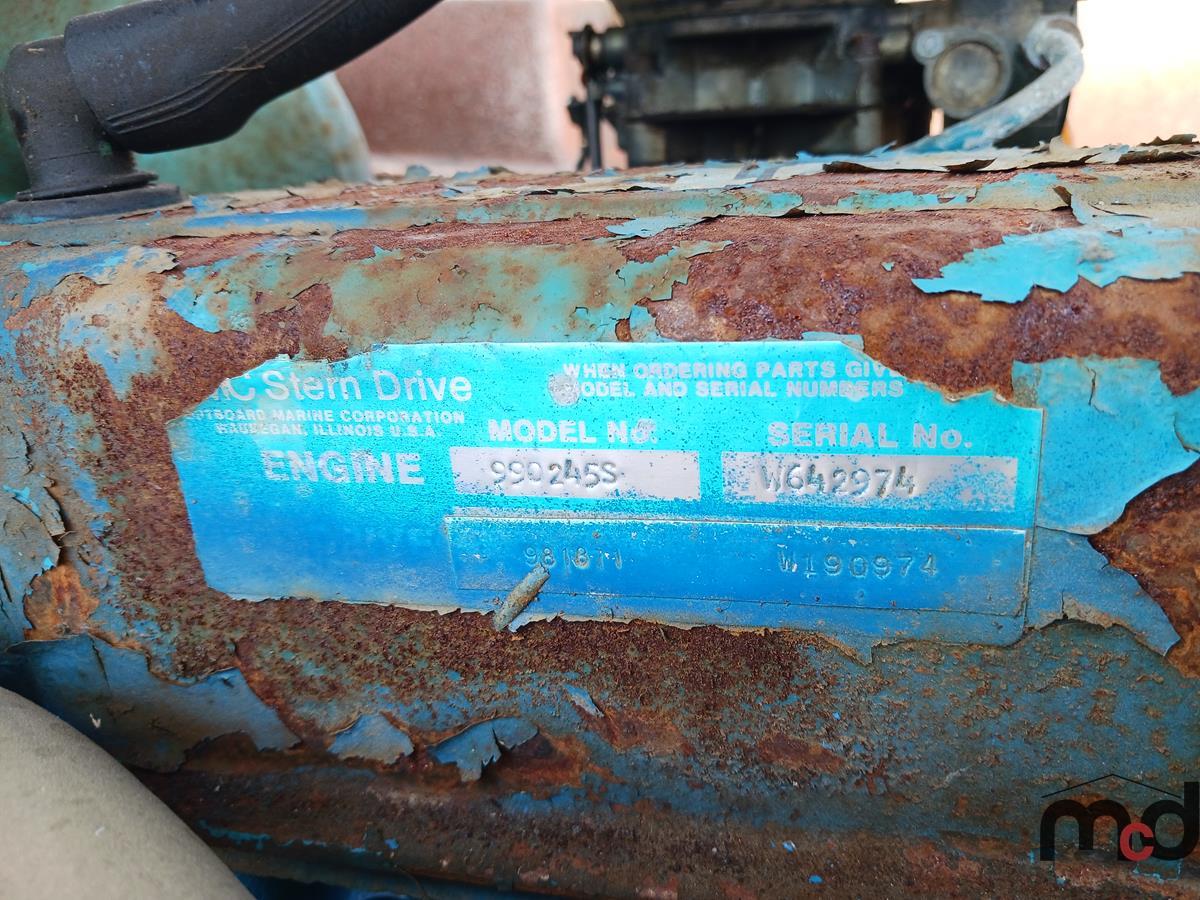 MC Stern Drive
OUTBOARD MARINE CORPORATION
WAUKEGAN, ILLINOIS U.S.A.
ENGINE
WHEN ORDERING PARTS GIVE
MODEL AND SERIAL NUMBERS
MODEL No.
SERIAL No.
990245S
W642974
W190974
mcd